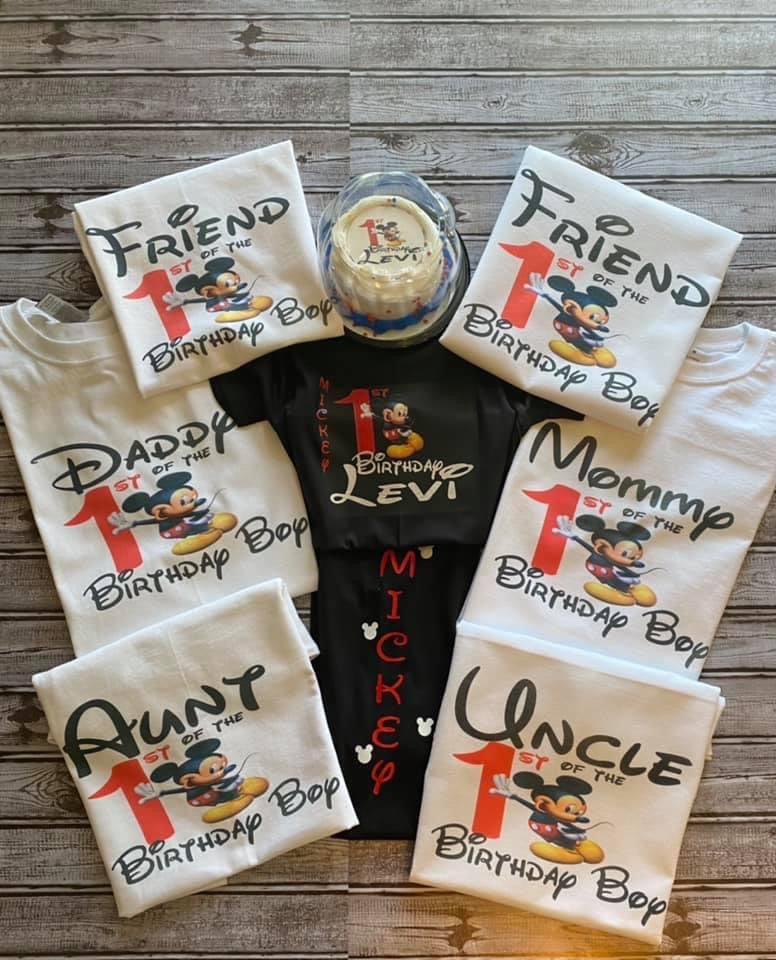 FRIEND
OF THE
1ST
BIRTHDAY BOY
1ST
BIRTHDAY
LEVI
FRIEND
OF THE
1ST
BIRTHDAY BOY
DADDY
OF THE
1ST
BIRTHDAY BOY
MICKEY
1ST
BIRTHDAY
LEVI
MOMMY
OF THE
1ST
BIRTHDAY BOY
AUNT
OF THE
1ST
BIRTHDAY BOY
MICKEY
UNCLE
OF THE
1ST
BIRTHDAY BOY